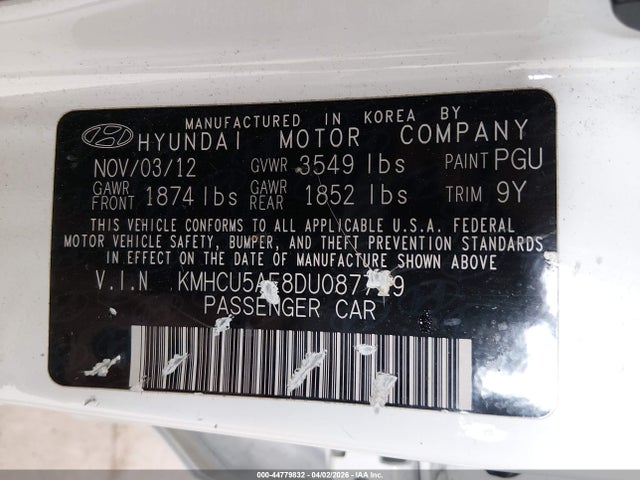 MANUFACTURED IN KOREA BY
HYUNDAI MOTOR COMPANY
NOV/03/12 GVWR 3549 lbs PAINT PGU
GAWR FRONT 1874 lbs GAWR REAR 1852 lbs TRIM 9Y
THIS VEHICLE CONFORMS TO ALL APPLICABLE U.S.A. FEDERAL
MOTOR VEHICLE SAFETY, BUMPER, AND THEFT PREVENTION STANDARDS
IN EFFECT ON THE DATE OF MANUFACTURE SHOWN ABOVE
V.I.N
PASSENGER CAR
000-44779832 - 04/02/2026 - IAA, Inc.